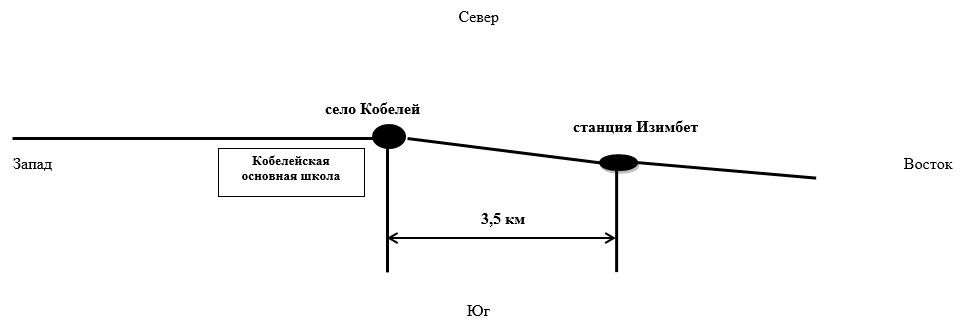 Север
село Кобелей
станция Изимбет
Запад
Кобелейская
основная школа
Восток
3,5 км
Юг